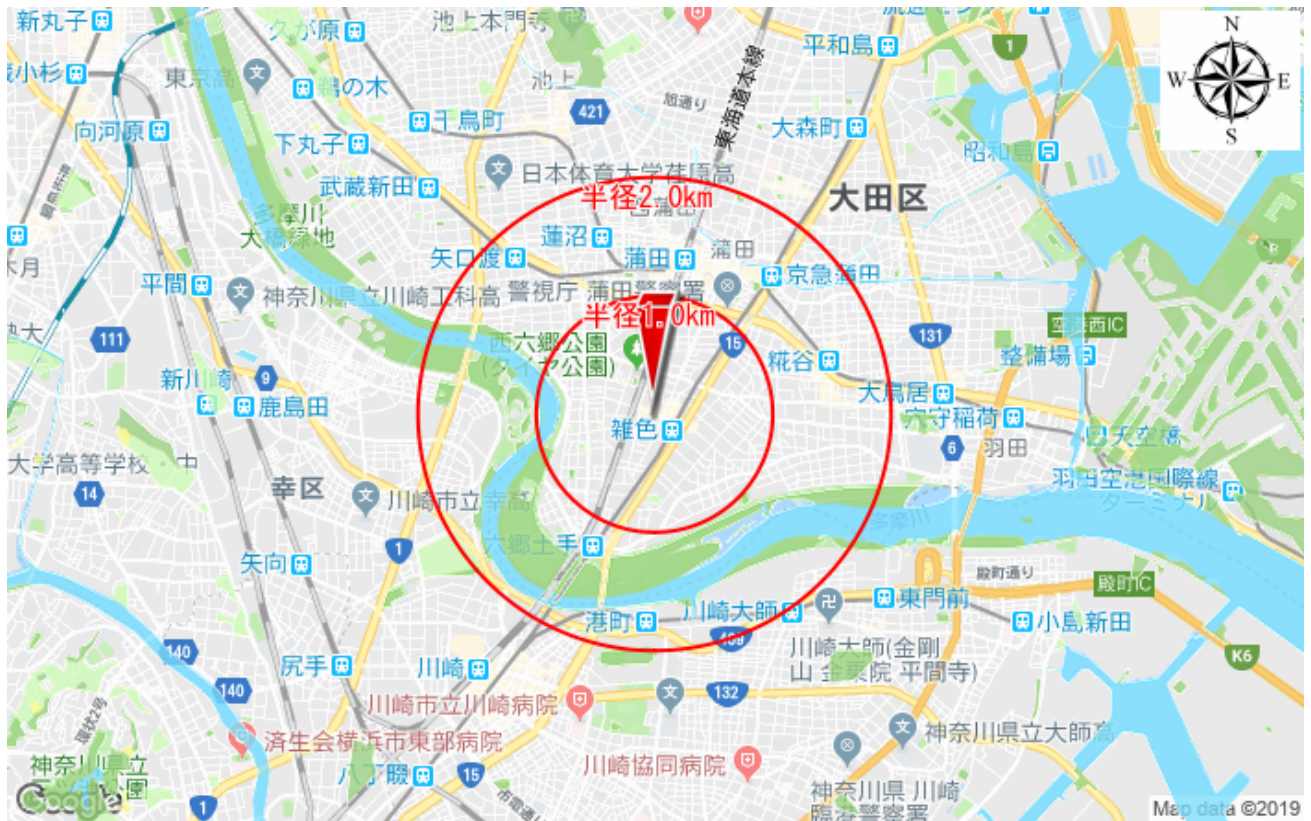 新丸子
久が原
池上本門寺
平和島
1
N
W
E
S
東京高
鵜の木
池上
421
旭通り
東海道本線
向河原
千鳥町
大森町
下丸子
昭和島
日本体育大学荏原高
武蔵新田
半径2.0km
大田区
多摩川
大橋緑地
蓮沼
矢口渡
蒲田
蒲田
京急蒲田
平間
神奈川県立川崎工科高
警視庁 蒲田警察署
半径1.0km
111
西六郷公園
(タイヤ公園)
15
131
空港西IC
糀谷
整備場
新川崎
9
鹿島田
大鳥居
穴守稲荷
雑色
6
羽田
天空橋
大学高等学校・中
14
幸区
川崎市立幸高
羽田空港国際線
ターミナル
多摩川
1
六郷土手
矢向
殿町通り
殿町IC
東門前
港町
川崎大師
409
小島新田
140
川崎大師(金剛
山 金乗院 平間寺)
K6
尻手
川崎
140
132
川崎市立川崎病院
環状2号
済生会横浜市東部病院
神奈川県立大師高
神奈川県立
川崎協同病院
八丁畷
15
1
市電通り
神奈川県 川崎
臨港警察署
Google
Map data ©2019